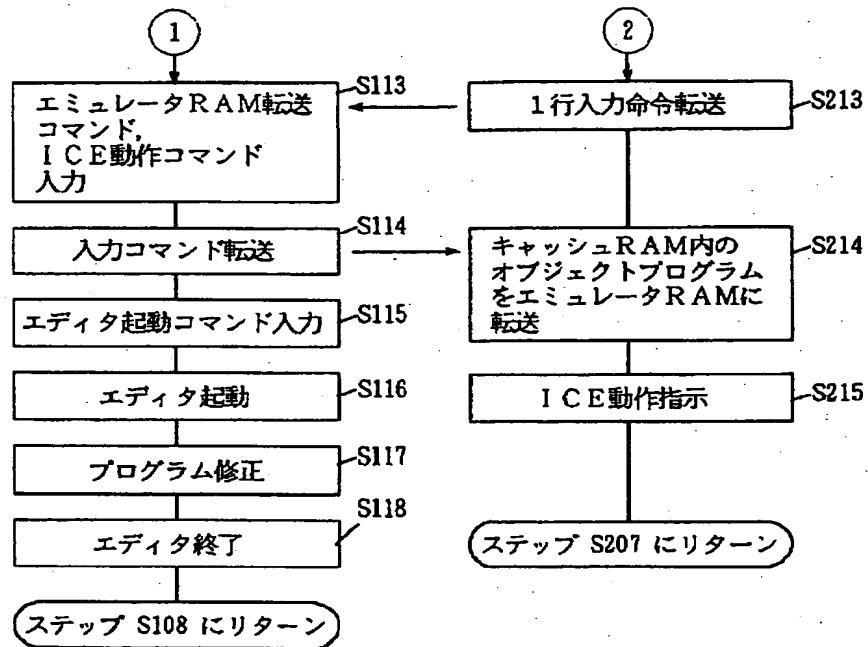 1
エミュレータRAM転送
コマンド,
ICE動作コマンド
入力
S113
入力コマンド転送
S114
エディタ起動コマンド入力
S115
エディタ起動
S116
プログラム修正
S117
エディタ終了
S118
ステップ S108 にリターン
2
1行入力命令転送
S213
キャッシュRAM内の
オブジェクトプログラム
をエミュレータRAMに
転送
S214
ICE動作指示
S215
ステップ S207 にリターン